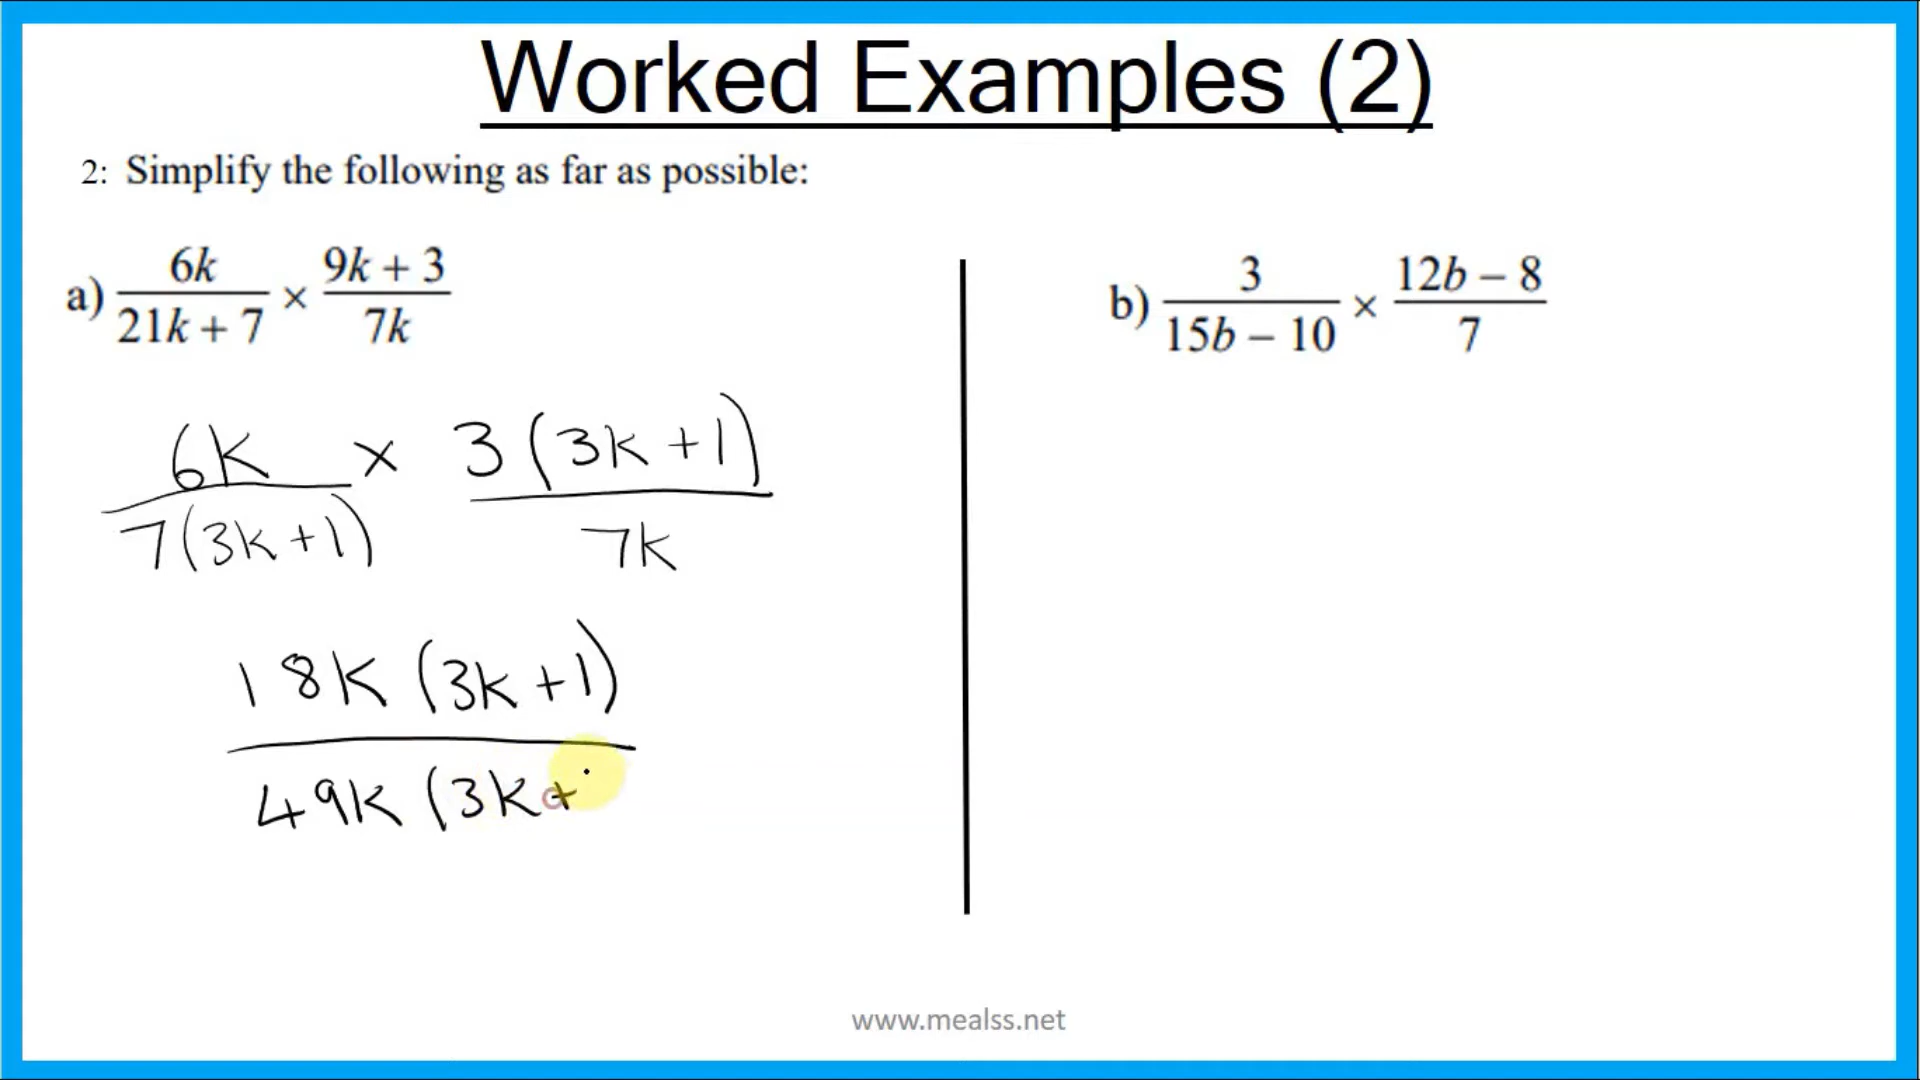 Worked Examples (2)
2: Simplify the following as far as possible:
a) 6k/(21k + 7) × (9k + 3)/7k
6k/7(3k+1) × 3(3k+1)/7k
18k(3k+1)
49k(3k+
b) 3/(15b – 10) × (12b – 8)/7
www.mealss.net